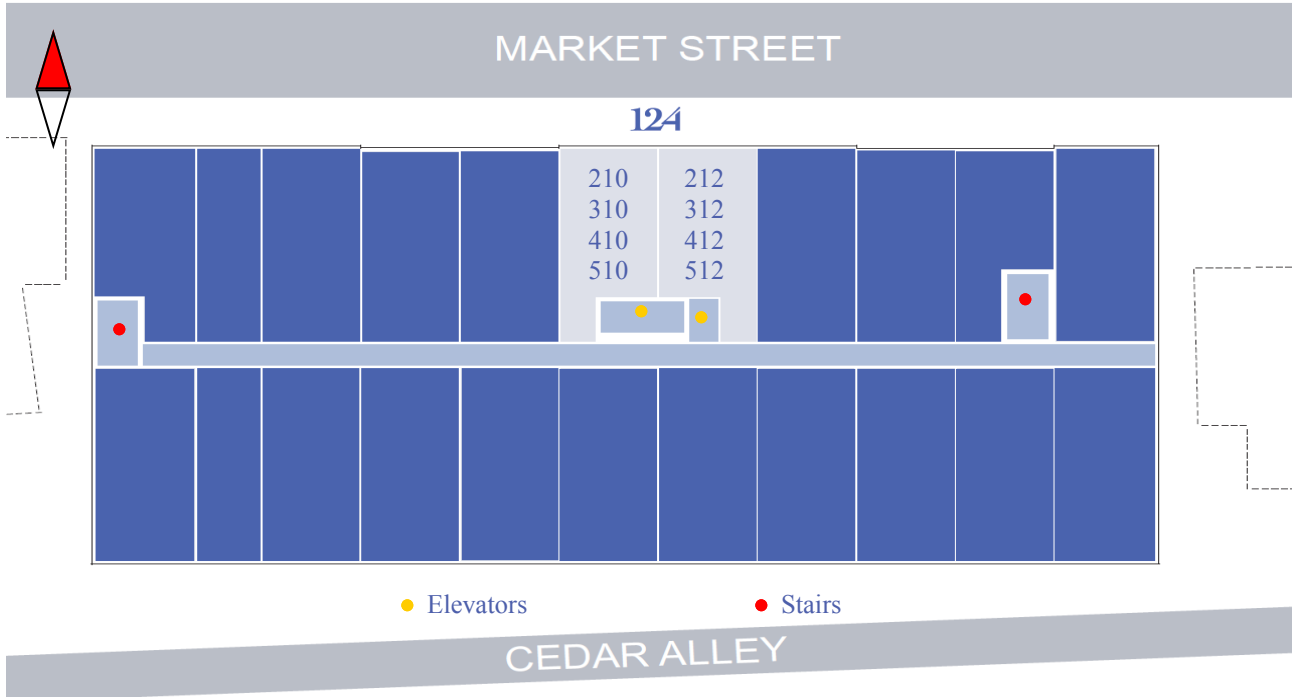 MARKET STREET
124
210 212
310 312
410 412
510 512
Elevators Stairs
CEDAR ALLEY